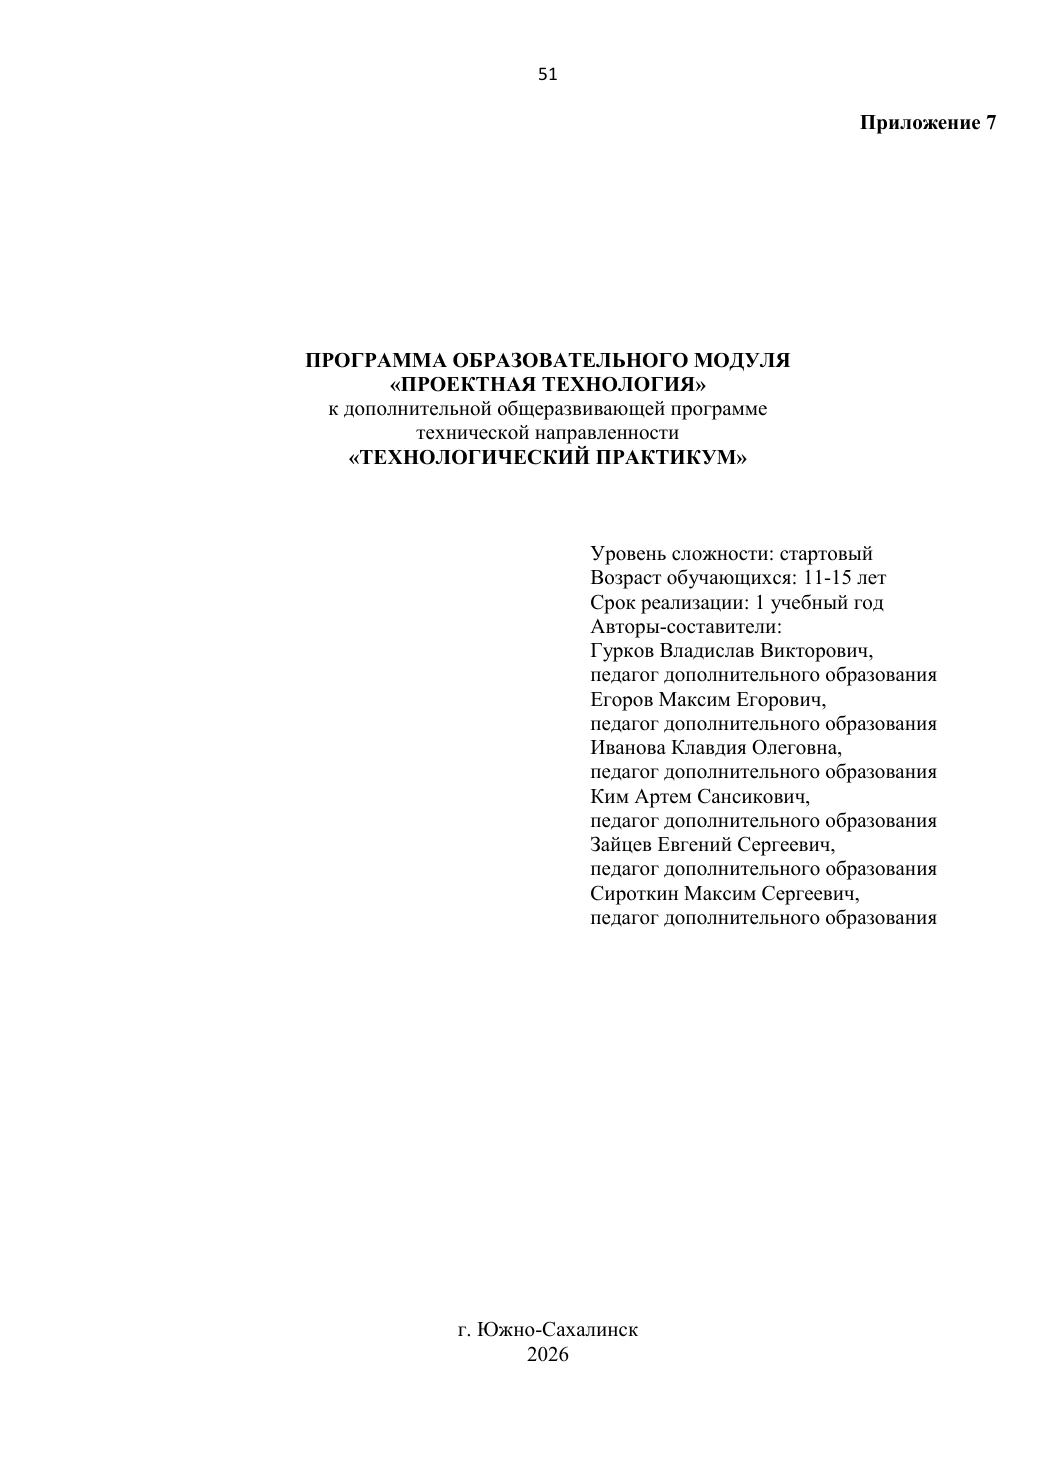 51
Приложение 7
ПРОГРАММА ОБРАЗОВАТЕЛЬНОГО МОДУЛЯ
«ПРОЕКТНАЯ ТЕХНОЛОГИЯ»
к дополнительной общеразвивающей программе
технической направленности
«ТЕХНОЛОГИЧЕСКИЙ ПРАКТИКУМ»
Уровень сложности: стартовый
Возраст обучающихся: 11-15 лет
Срок реализации: 1 учебный год
Авторы-составители:
Гурков Владислав Викторович,
педагог дополнительного образования
Егоров Максим Егорович,
педагог дополнительного образования
Иванова Клавдия Олеговна,
педагог дополнительного образования
Ким Артем Сансикович,
педагог дополнительного образования
Зайцев Евгений Сергеевич,
педагог дополнительного образования
Сироткин Максим Сергеевич,
педагог дополнительного образования
г. Южно-Сахалинск
2026